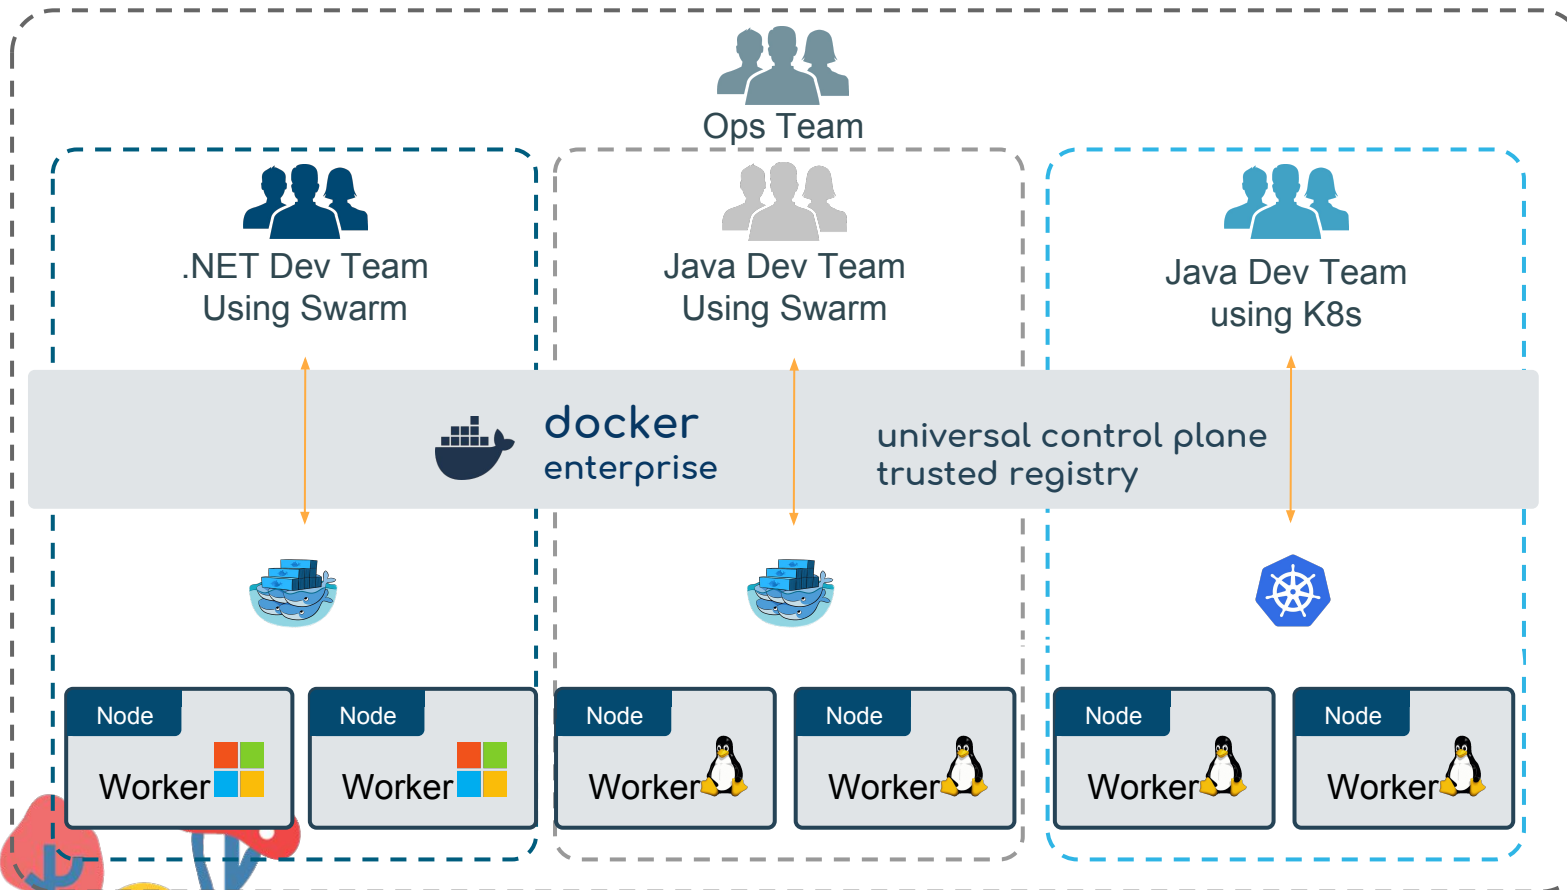 Ops Team
.NET Dev Team
Using Swarm
Java Dev Team
Using Swarm
Java Dev Team
using K8s
docker
enterprise
universal control plane
trusted registry
Node
Worker
Node
Worker
Node
Worker
Node
Worker
Node
Worker
Node
Worker